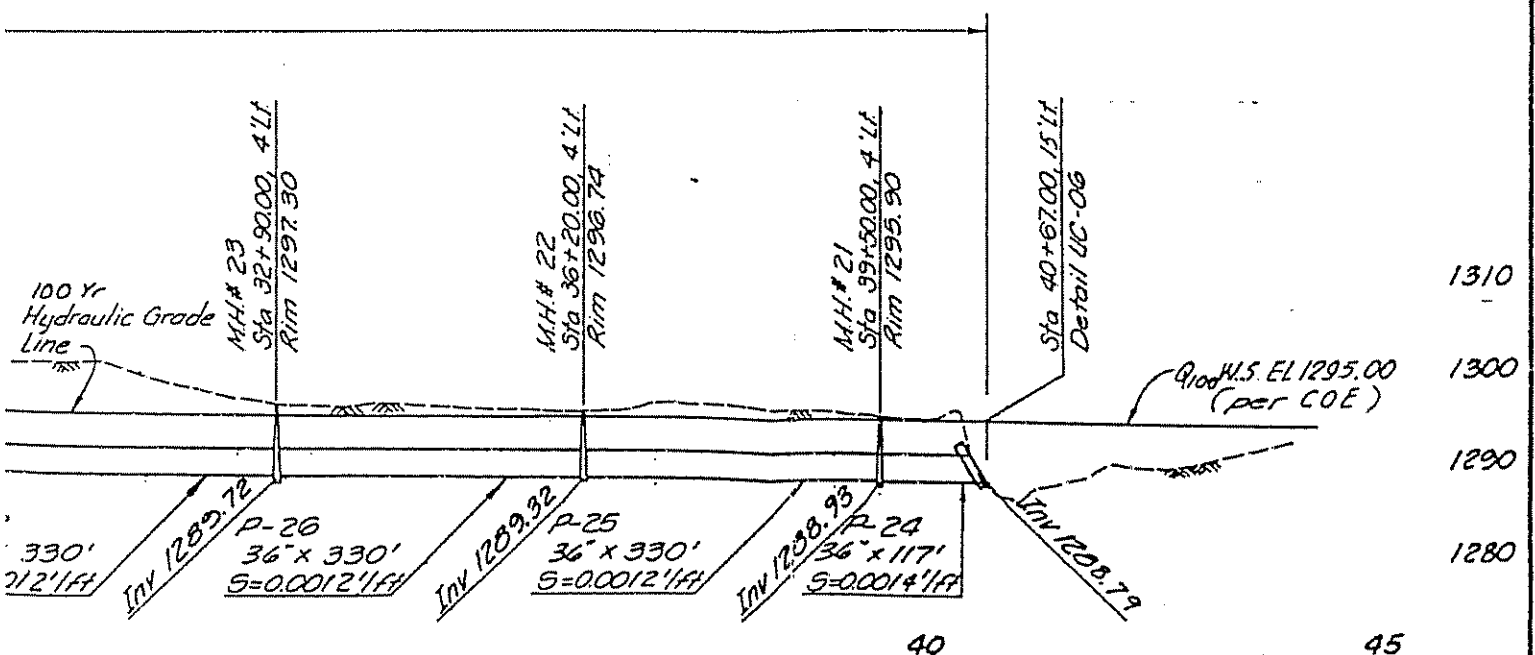 M.H.# 23
Sta 32+90.00, 4'Lt.
Rim 1297.30
M.H.# 22
Sta 36+20.00, 4'Lt
Rim 1296.74
M.H.# 21
Sta 39+50.00, 4'Lt
Rim 1295.90
Sta 40+67.00, 15'Lt
Detail UC-06
100 Yr
Hydraulic Grade
Line
Q100 W.S. EL 1295.00
(per COE)
1310
1300
1290
1280
330'
012'/ft
Inv 1289.72
P-26
36" x 330'
S=0.0012'/ft
Inv 1289.32
P-25
36" x 330'
S=0.0012'/ft
Inv 1288.93
P-24
36" x 117'
S=0.0014'/ft
Inv 1288.79
40
45